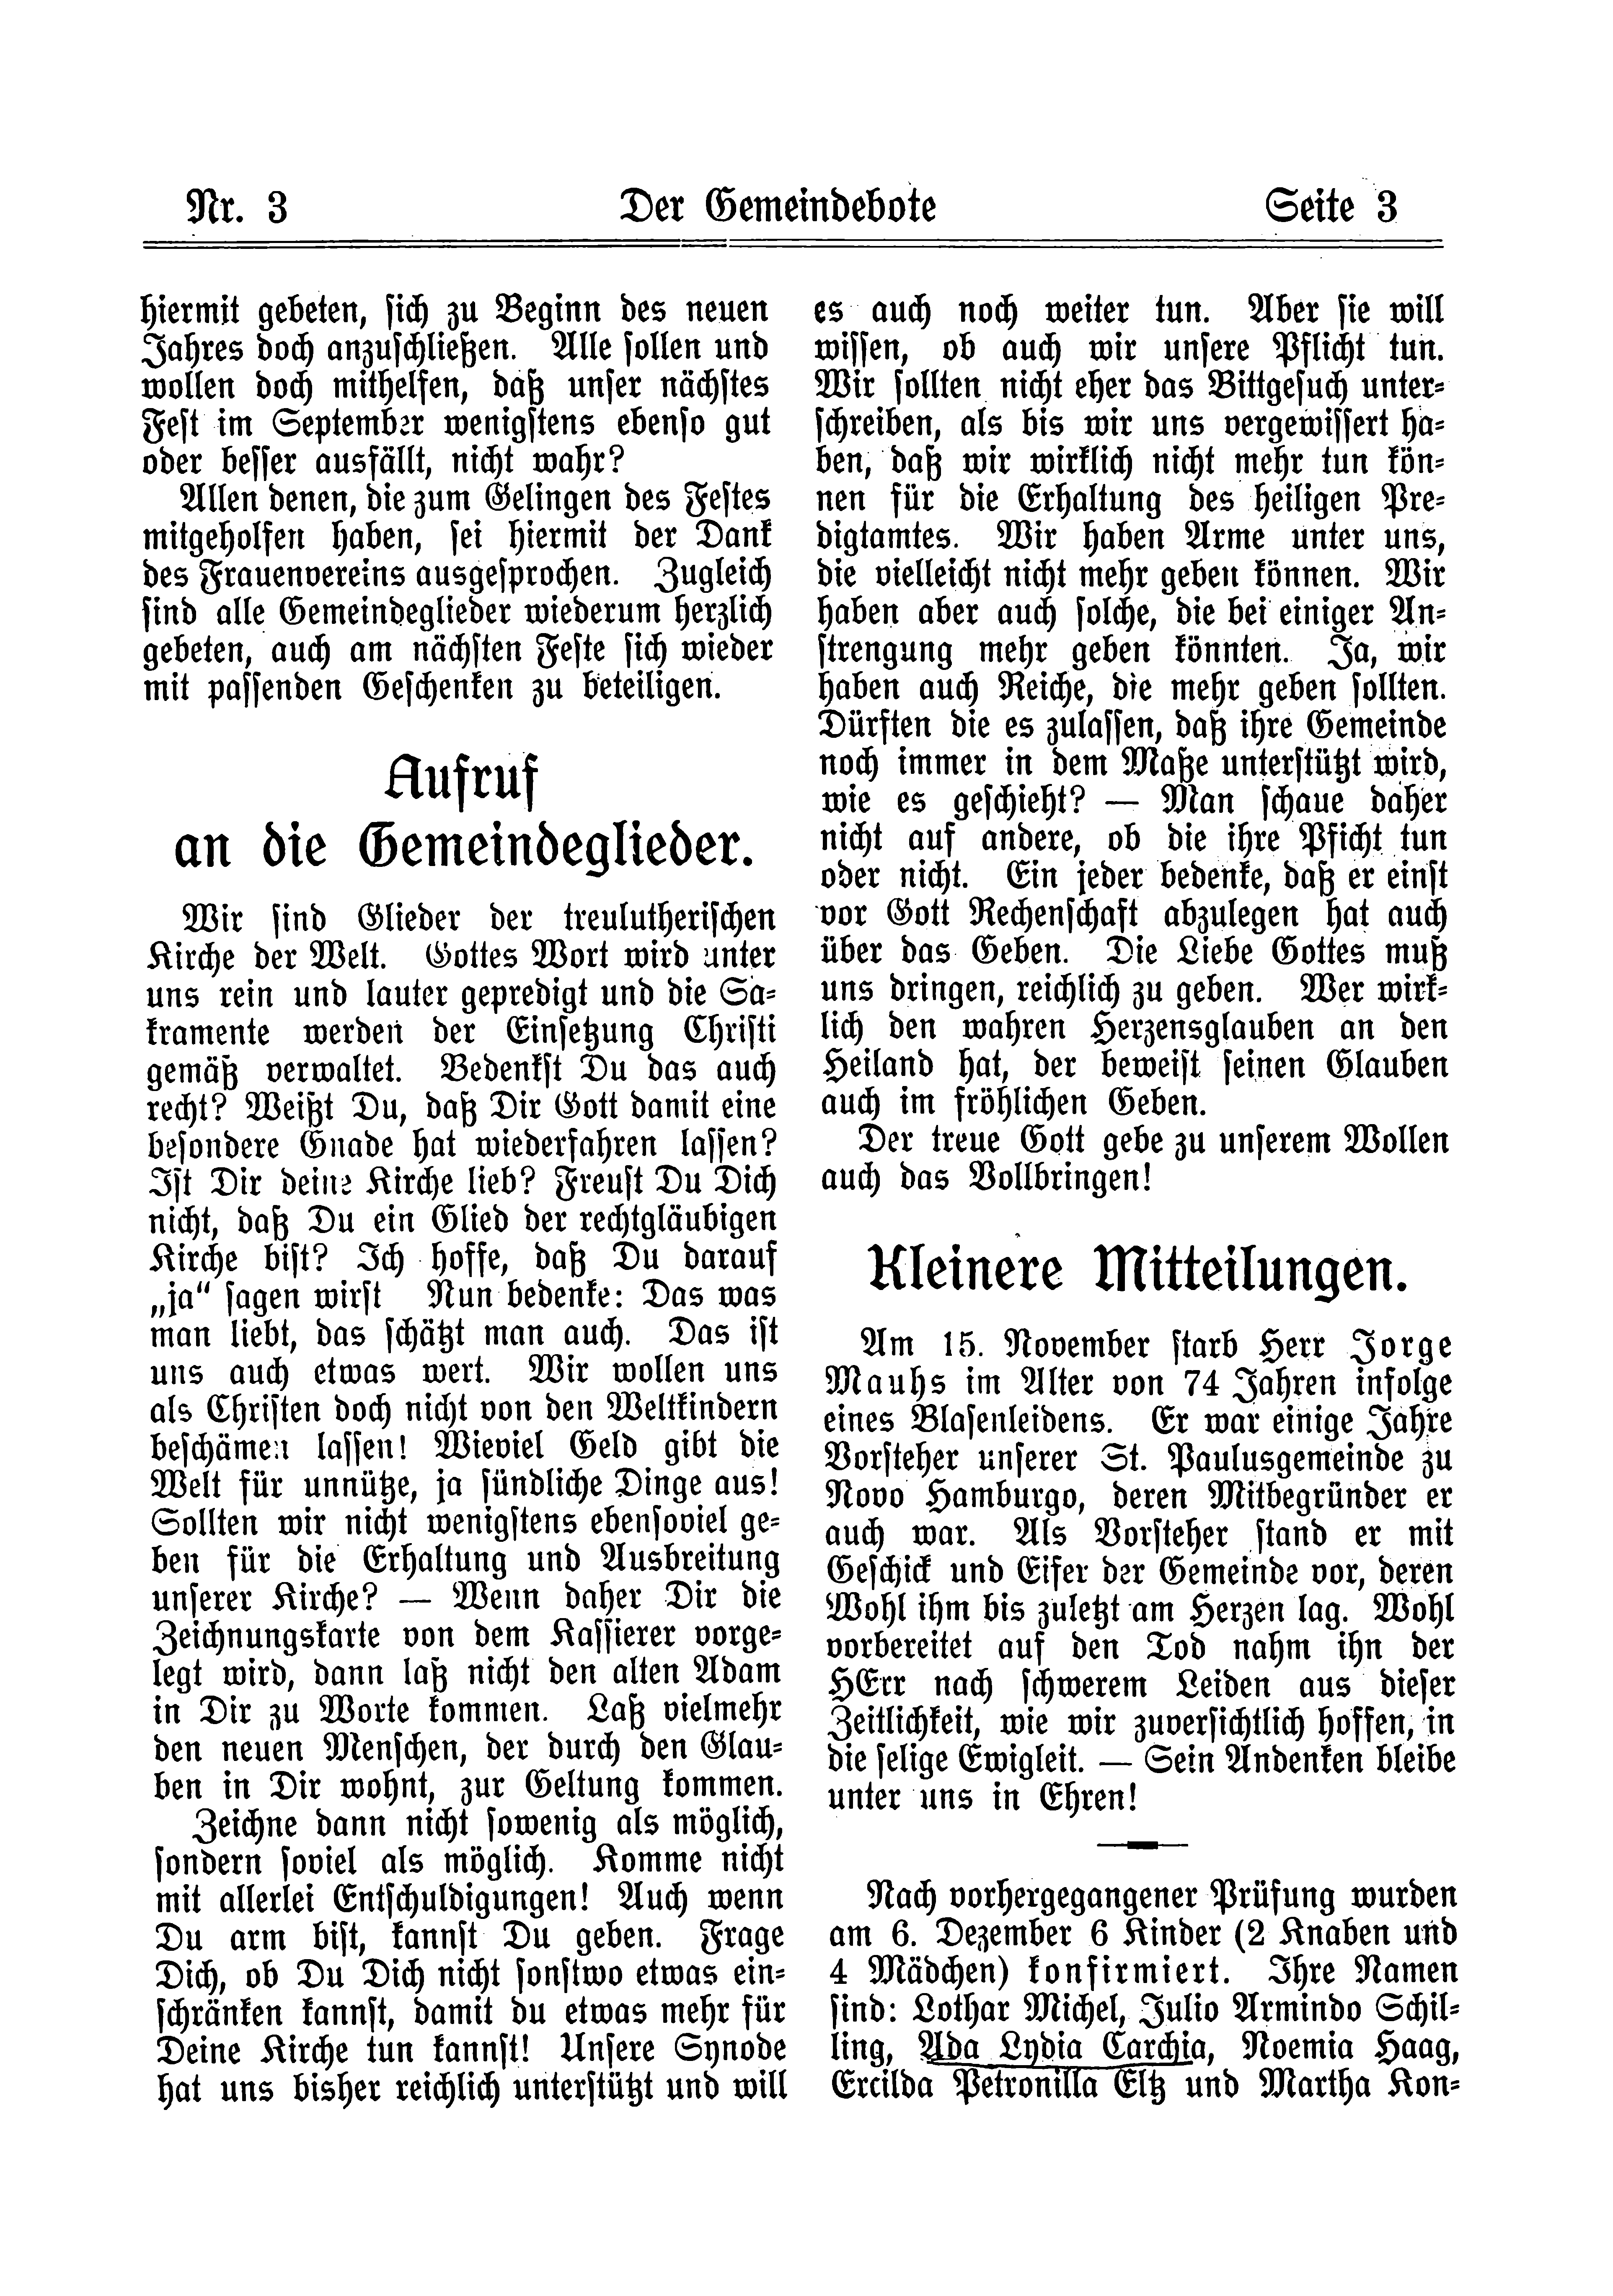 Nr. 3 Der Gemeindebote Seite 3
hiermit gebeten, sich zu Beginn des neuen
Jahres doch anzuschließen. Alle sollen und
wollen doch mithelfen, daß unser nächstes
Fest im September wenigstens ebenso gut
oder besser ausfällt, nicht wahr?
Allen denen, die zum Gelingen des Festes
mitgeholfen haben, sei hiermit der Dank
des Frauenvereins ausgesprochen. Zugleich
sind alle Gemeindeglieder wiederum herzlich
gebeten, auch am nächsten Feste sich wieder
mit passenden Geschenken zu beteiligen.
Aufruf
an die Gemeindeglieder.
Wir sind Glieder der treulutherischen
Kirche der Welt. Gottes Wort wird unter
uns rein und lauter gepredigt und die Sa-
kramente werden der Einsetzung Christi
gemäß verwaltet. Bedenkst Du das auch
recht? Weißt Du, daß Dir Gott damit eine
besondere Gnade hat wiederfahren lassen?
Ist Dir deine Kirche lieb? Freust Du Dich
nicht, daß Du ein Glied der rechtgläubigen
Kirche bist? Ich hoffe, daß Du darauf
„ja“ sagen wirst Nun bedenke: Das was
man liebt, das schätzt man auch. Das ist
uns auch etwas wert. Wir wollen uns
als Christen doch nicht von den Weltkindern
beschämen lassen! Wieviel Geld gibt die
Welt für unnütze, ja sündliche Dinge aus!
Sollten wir nicht wenigstens ebensoviel ge-
ben für die Erhaltung und Ausbreitung
unserer Kirche? — Wenn daher Dir die
Zeichnungskarte von dem Kassierer vorge-
legt wird, dann laß nicht den alten Adam
in Dir zu Worte kommen. Laß vielmehr
den neuen Menschen, der durch den Glau-
ben in Dir wohnt, zur Geltung kommen.
Zeichne dann nicht sowenig als möglich,
sondern soviel als möglich. Komme nicht
mit allerlei Entschuldigungen! Auch wenn
Du arm bist, kannst Du geben. Frage
Dich, ob Du Dich nicht sonstwo etwas ein-
schränken kannst, damit du etwas mehr für
Deine Kirche tun kannst! Unsere Synode
hat uns bisher reichlich unterstützt und will
es auch noch weiter tun. Aber sie will
wissen, ob auch wir unsere Pflicht tun.
Wir sollten nicht eher das Bittgesuch unter-
schreiben, als bis wir uns vergewissert ha-
ben, daß wir wirklich nicht mehr tun kön-
nen für die Erhaltung des heiligen Pre-
digtamtes. Wir haben Arme unter uns,
die vielleicht nicht mehr geben können. Wir
haben aber auch solche, die bei einiger An-
strengung mehr geben könnten. Ja, wir
haben auch Reiche, die mehr geben sollten.
Dürften die es zulassen, daß ihre Gemeinde
noch immer in dem Maße unterstützt wird,
wie es geschieht? — Man schaue daher
nicht auf andere, ob die ihre Pficht tun
oder nicht. Ein jeder bedenke, daß er einst
vor Gott Rechenschaft abzulegen hat auch
über das Geben. Die Liebe Gottes muß
uns dringen, reichlich zu geben. Wer wirk-
lich den wahren Herzensglauben an den
Heiland hat, der beweist seinen Glauben
auch im fröhlichen Geben.
Der treue Gott gebe zu unserem Wollen
auch das Vollbringen!
Kleinere Mitteilungen.
Am 15. November starb Herr Jorge
Mauhs im Alter von 74 Jahren infolge
eines Blasenleidens. Er war einige Jahre
Vorsteher unserer St. Paulusgemeinde zu
Novo Hamburgo, deren Mitbegründer er
auch war. Als Vorsteher stand er mit
Geschick und Eifer der Gemeinde vor, deren
Wohl ihm bis zuletzt am Herzen lag. Wohl
vorbereitet auf den Tod nahm ihn der
HErr nach schwerem Leiden aus dieser
Zeitlichkeit, wie wir zuversichtlich hoffen, in
die selige Ewigleit. — Sein Andenken bleibe
unter uns in Ehren!
Nach vorhergegangener Prüfung wurden
am 6. Dezember 6 Kinder (2 Knaben und
4 Mädchen) konfirmiert. Ihre Namen
sind: Lothar Michel, Julio Armindo Schil-
ling, Ada Lydia Carchia, Noemia Haag,
Ercilda Petronilla Eltz und Martha Kon-